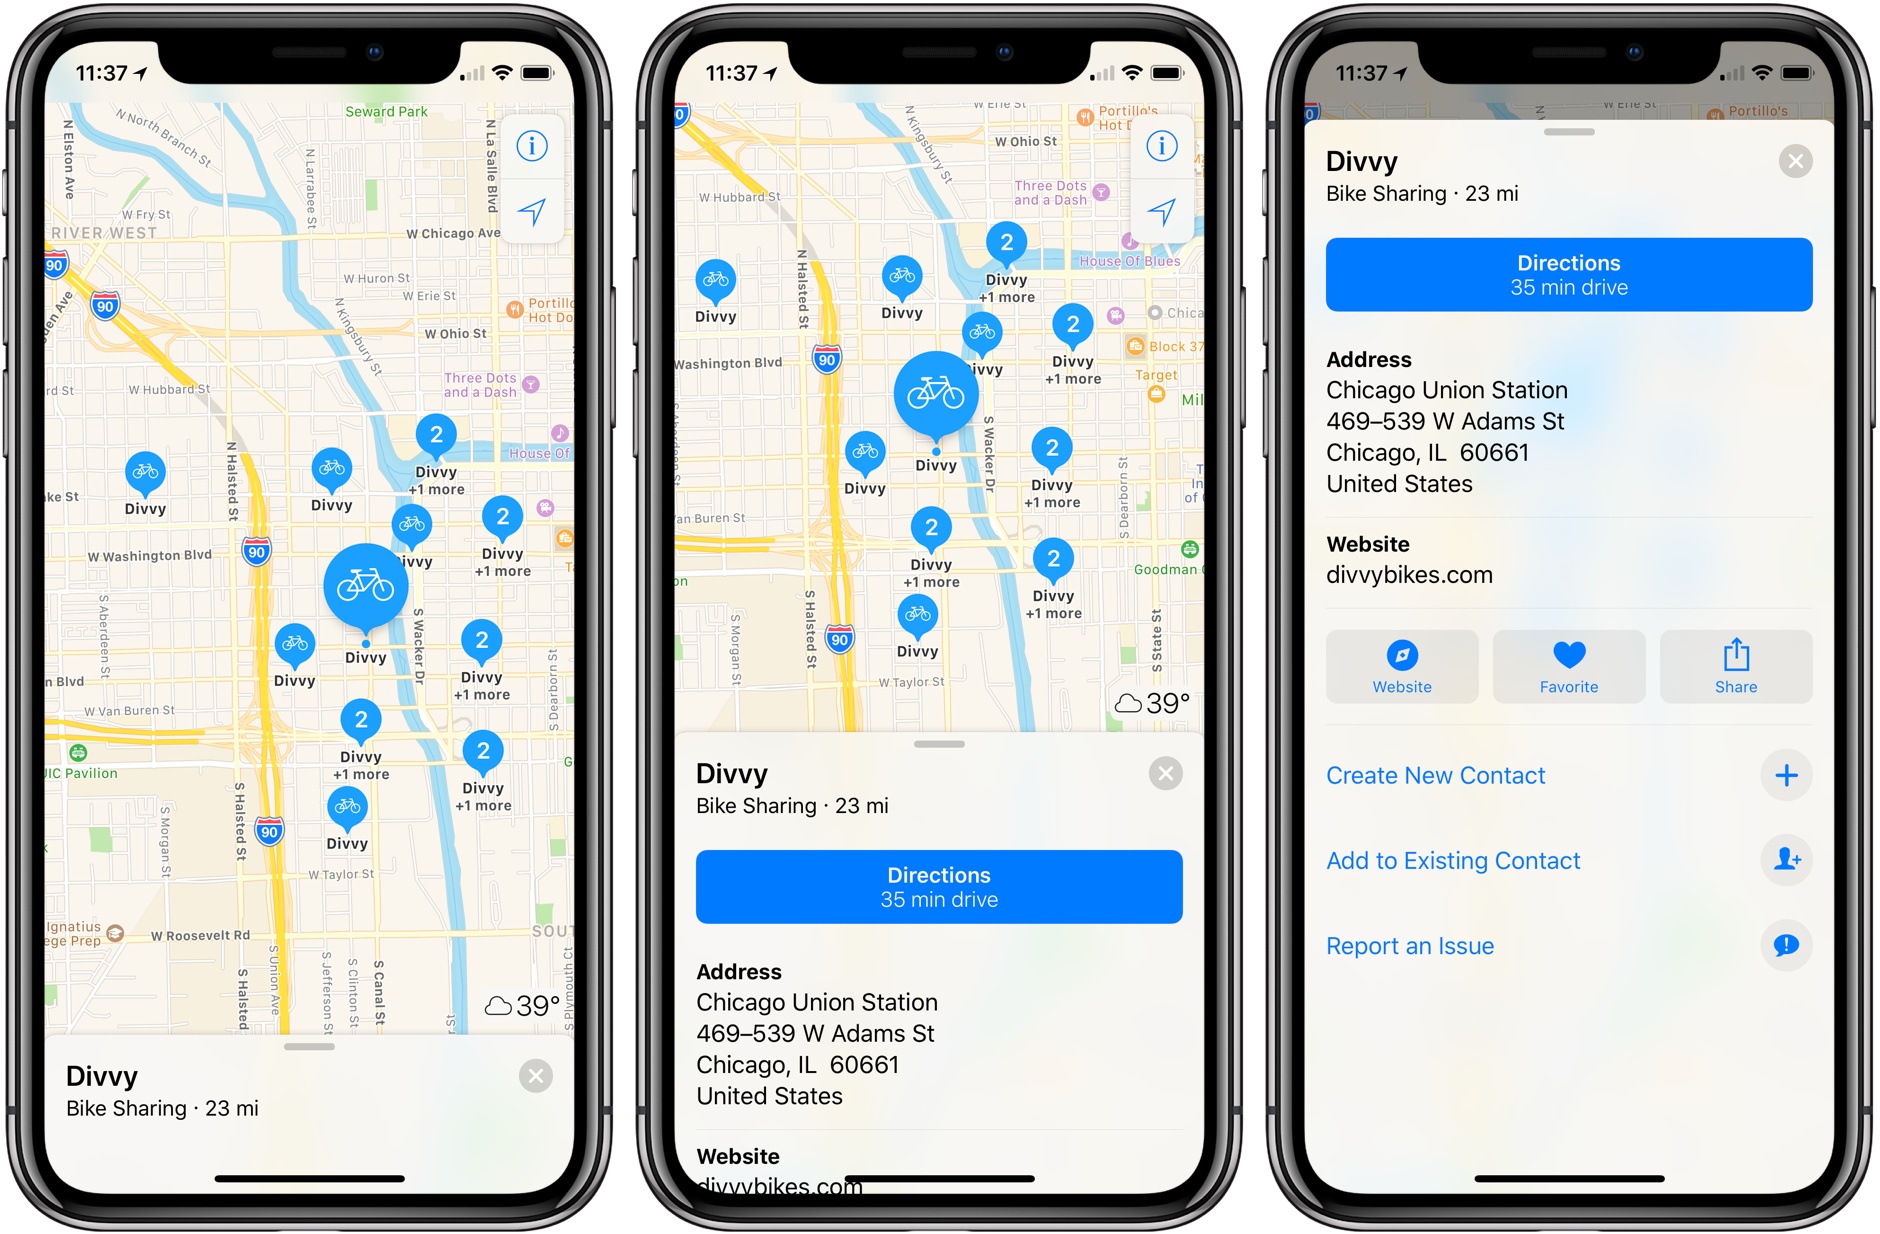 11:37
Seward Park
N Elston Ave
N North Branch St
N Larrabee St
N La Salle Blvd
W Fry St
RIVER WEST
W Chicago Ave
90
W Huron St
90
W Erie St
N Kingsbury St
Portillo's
Hot Do
W Ohio St
Three Dots
and a Dash
W Hubbard St
2
Divvy
+1 more
House Of
N Halsted St
Divvy
Divvy
2
Divvy
+1 more
W Washington Blvd
90
S Aberdeen St
Divvy
S Wacker Dr
Divvy
2
Divvy
+1 more
S Dearborn St
W Van Buren St
2
Divvy
+1 more
2
Divvy
+1 more
UIC Pavilion
S Morgan St
S Halsted St
90
Divvy
W Taylor St
Ignatius
ege Prep
W Roosevelt Rd
SOUT
S Halsted
S Union Ave
S Jefferson St
S Clinton St
S Canal St
S Plymouth Ct
39°
Divvy
Bike Sharing · 23 mi
11:37
W Erie St
Portillo's
Hot D
N Kingsbury St
W Ohio St
Three Dots
and a Dash
W Hubbard St
2
Divvy
+1 more
House Of Blues
N Halsted St
Divvy
Divvy
2
Divvy
+1 more
Chica
Block 37
Washington Blvd
90
Target
Mil
Divvy
S Wacker Dr
Divvy
2
Divvy
+1 more
S Dearborn St
Van Buren St
2
Divvy
+1 more
2
Divvy
+1 more
Goodman
S Morgan St
S Halsted St
90
Divvy
S State St
W Taylor St
39°
Divvy
Bike Sharing · 23 mi
Directions
35 min drive
Address
Chicago Union Station
469–539 W Adams St
Chicago, IL 60661
United States
Website
divvybikes.com
11:37
W Erie St
Portillo's
Divvy
Bike Sharing · 23 mi
Directions
35 min drive
Address
Chicago Union Station
469–539 W Adams St
Chicago, IL 60661
United States
Website
divvybikes.com
Website
Favorite
Share
Create New Contact
Add to Existing Contact
Report an Issue